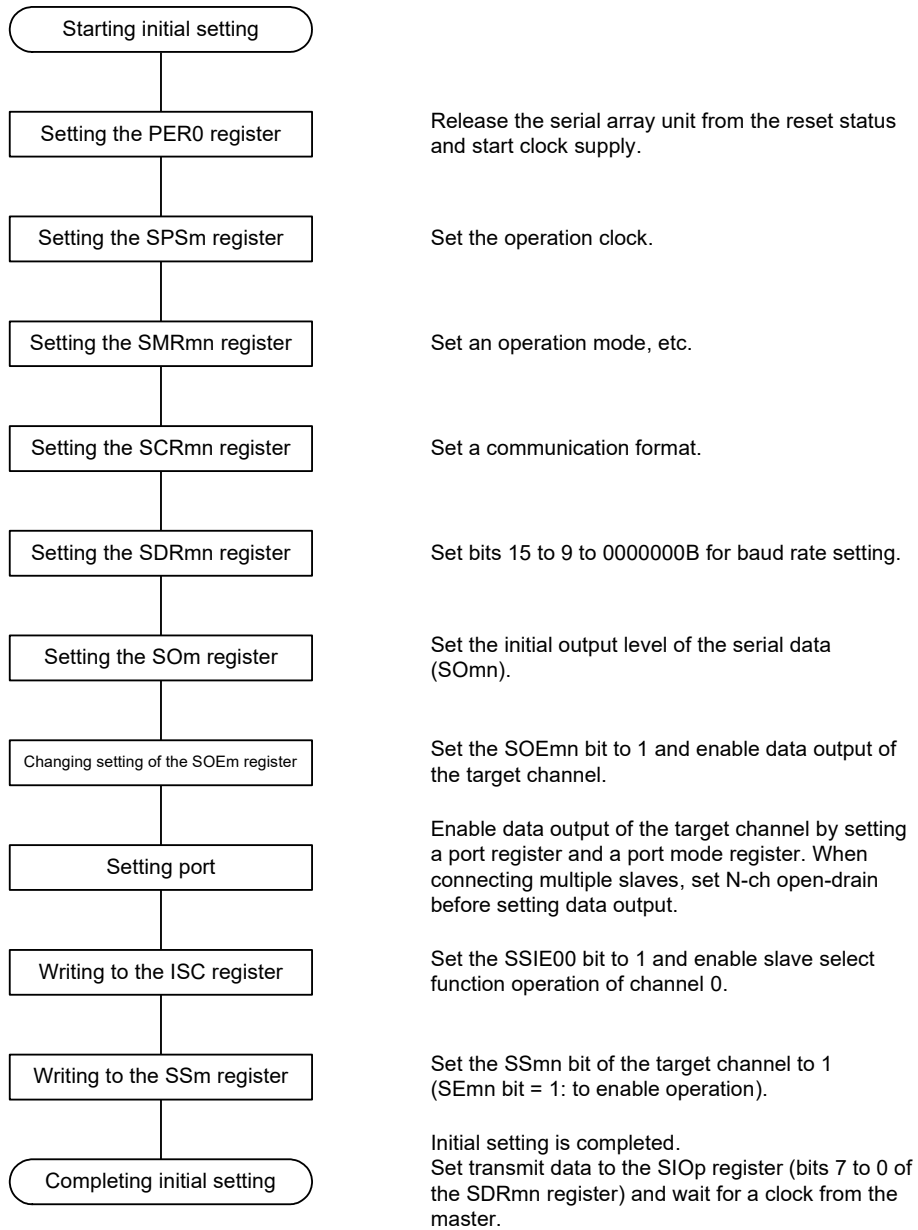 Starting initial setting
Setting the PER0 register
Release the serial array unit from the reset status
and start clock supply.
Setting the SPSm register
Set the operation clock.
Setting the SMRmn register
Set an operation mode, etc.
Setting the SCRmn register
Set a communication format.
Setting the SDRmn register
Set bits 15 to 9 to 0000000B for baud rate setting.
Setting the SOm register
Set the initial output level of the serial data
(SOmn).
Changing setting of the SOEm register
Set the SOEmn bit to 1 and enable data output of
the target channel.
Setting port
Enable data output of the target channel by setting
a port register and a port mode register. When
connecting multiple slaves, set N-ch open-drain
before setting data output.
Writing to the ISC register
Set the SSIE00 bit to 1 and enable slave select
function operation of channel 0.
Writing to the SSm register
Set the SSmn bit of the target channel to 1
(SEmn bit = 1: to enable operation).
Completing initial setting
Initial setting is completed.
Set transmit data to the SIOp register (bits 7 to 0 of
the SDRmn register) and wait for a clock from the
master.